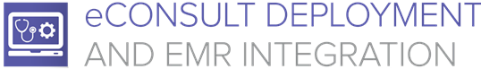 eCONSULT DEPLOYMENT
AND EMR INTEGRATION